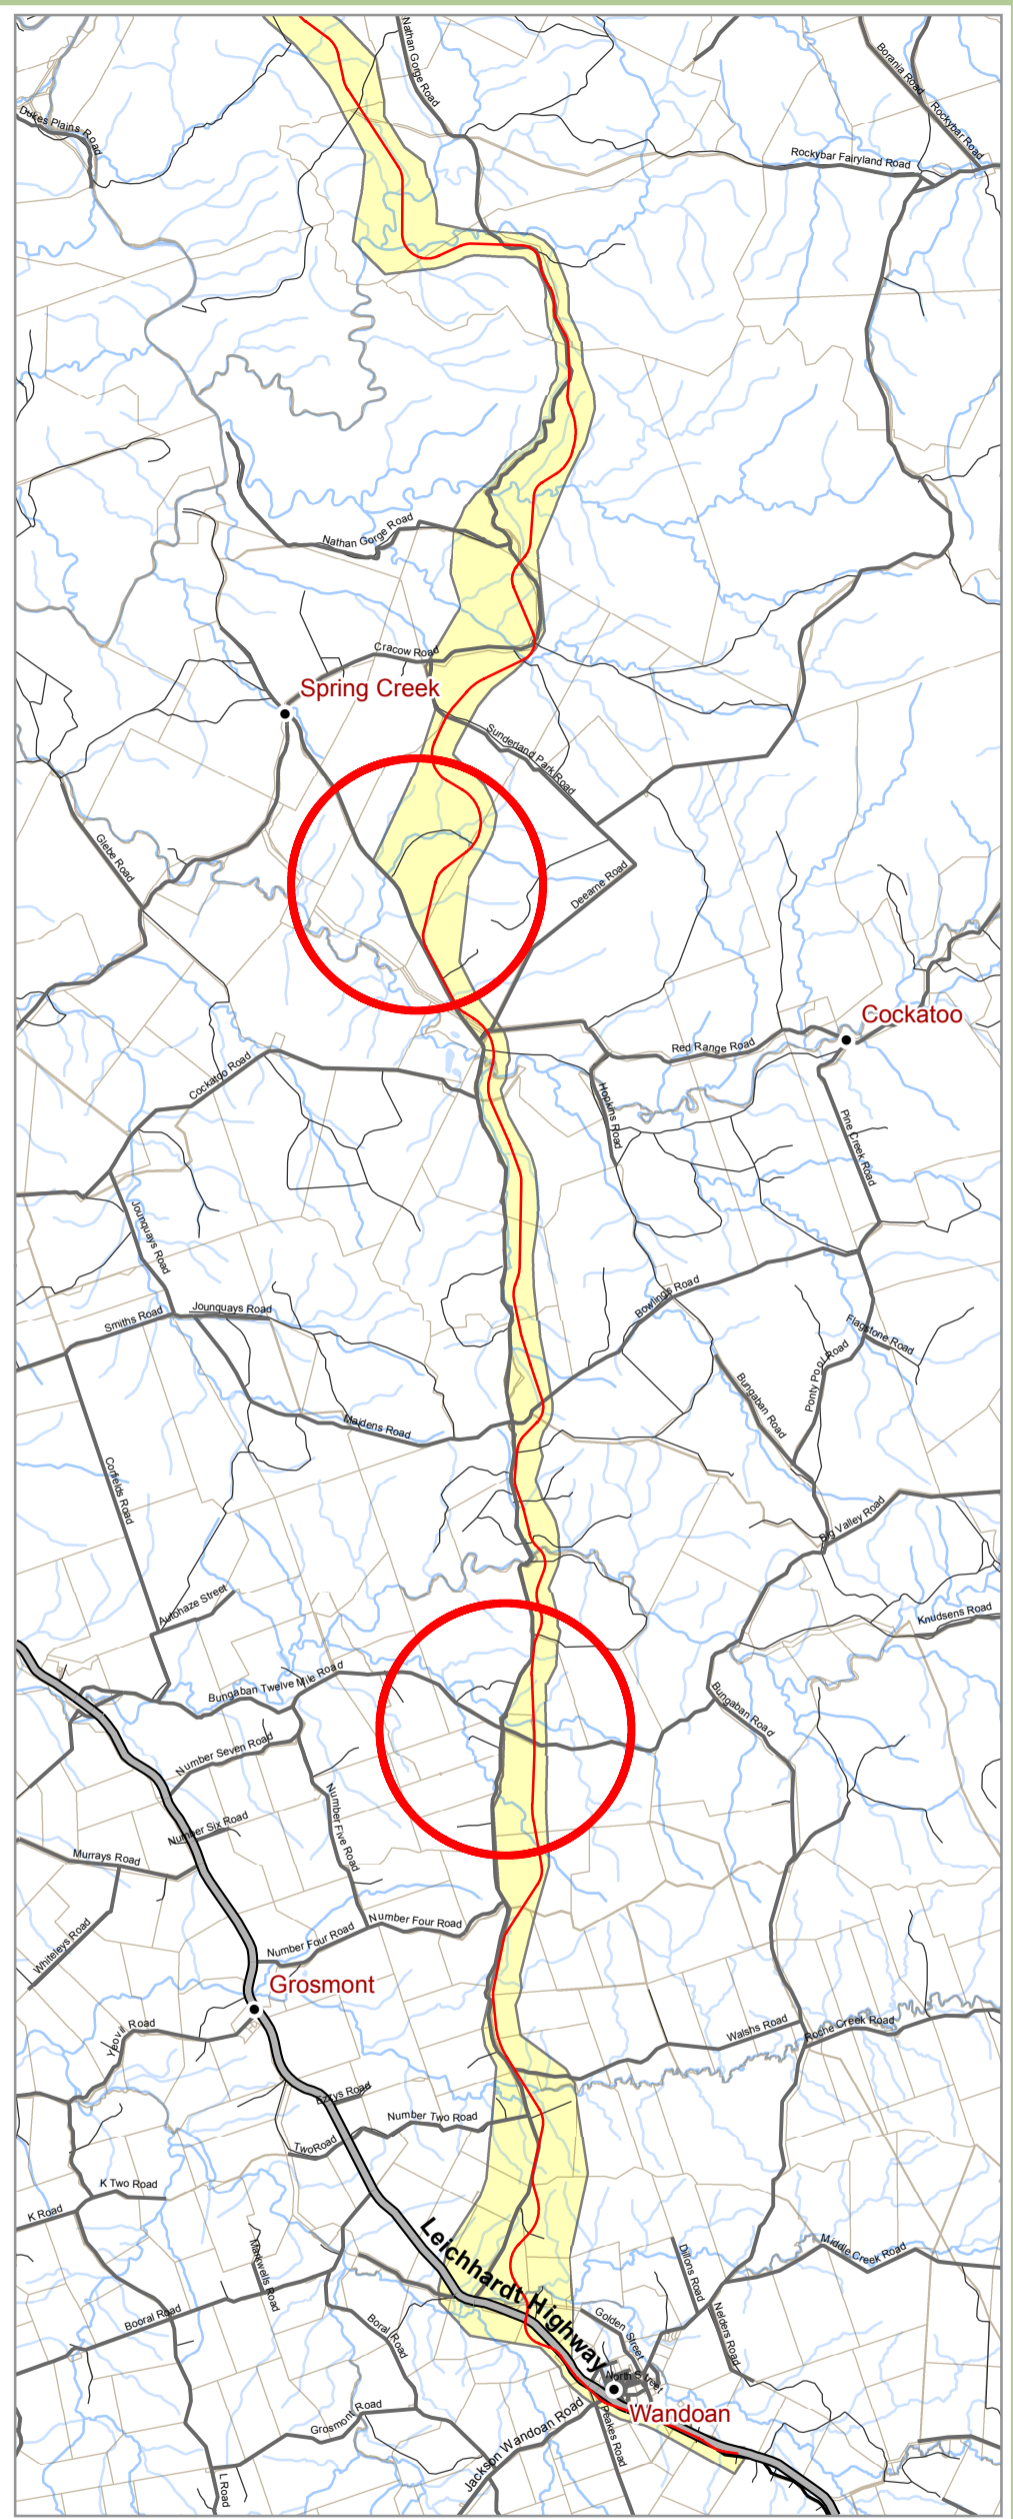 Nathan Gorge Road
Borania Road
Rockybar Road
Dukes Plains Road
Rockybar Fairyland Road
Nathan Gorge Road
Cracow Road
Spring Creek
Sunderland Park Road
Glebe Road
Deearne Road
Cockatoo
Red Range Road
Cockatoo Road
Hopkins Road
Pine Creek Road
Jounquays Road
Bowlings Road
Jounquays Road
Smiths Road
Flagstone Road
Ponty Pool Road
Bungaban Road
Maidens Road
Corfields Road
Big Valley Road
Autohaze Street
Knudsens Road
Bungaban Twelve Mile Road
Bungaban Road
Number Seven Road
Number Five Road
Number Six Road
Murrays Road
Number Four Road
Number Four Road
Whiteleys Road
Grosmont
Walshs Road
Roche Creek Road
Yeovil Road
Ezzys Road
Number Two Road
Two Road
K Two Road
K Road
Leichhardt Highway
Markwells Road
Dillons Road
Middle Creek Road
Booral Road
Boral Road
Golden Street
Nelders Road
North Street
Wandoan
Grosmont Road
Jackson Wandoan Road
Peakes Road
L Road